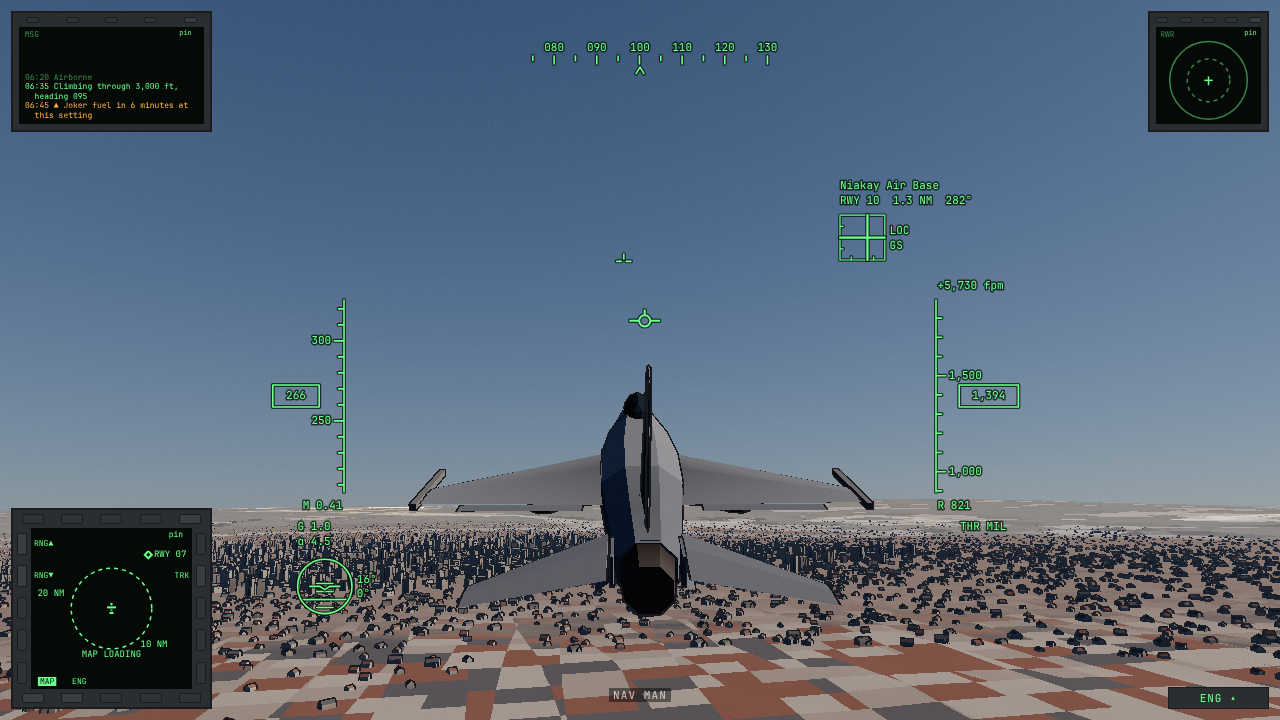 MSG pin
06:20 Airborne
06:35 Climbing through 3,000 ft,
heading 095
06:45 ▲ Joker fuel in 6 minutes at
this setting
080 090 100 110 120 130
RWR pin
Niakay Air Base
RWY 10 1.3 NM 282°
LOC
GS
+5,730 fpm
300
266
250
1,500
1,394
1,000
M 0.41
G 1.0
α 4.5
16°
0°
R 821
THR MIL
pin
RNG▲
RWY 07
RNG▼
TRK
20 NM
10 NM
MAP LOADING
MAP ENG
NAV MAN
ENG ▴